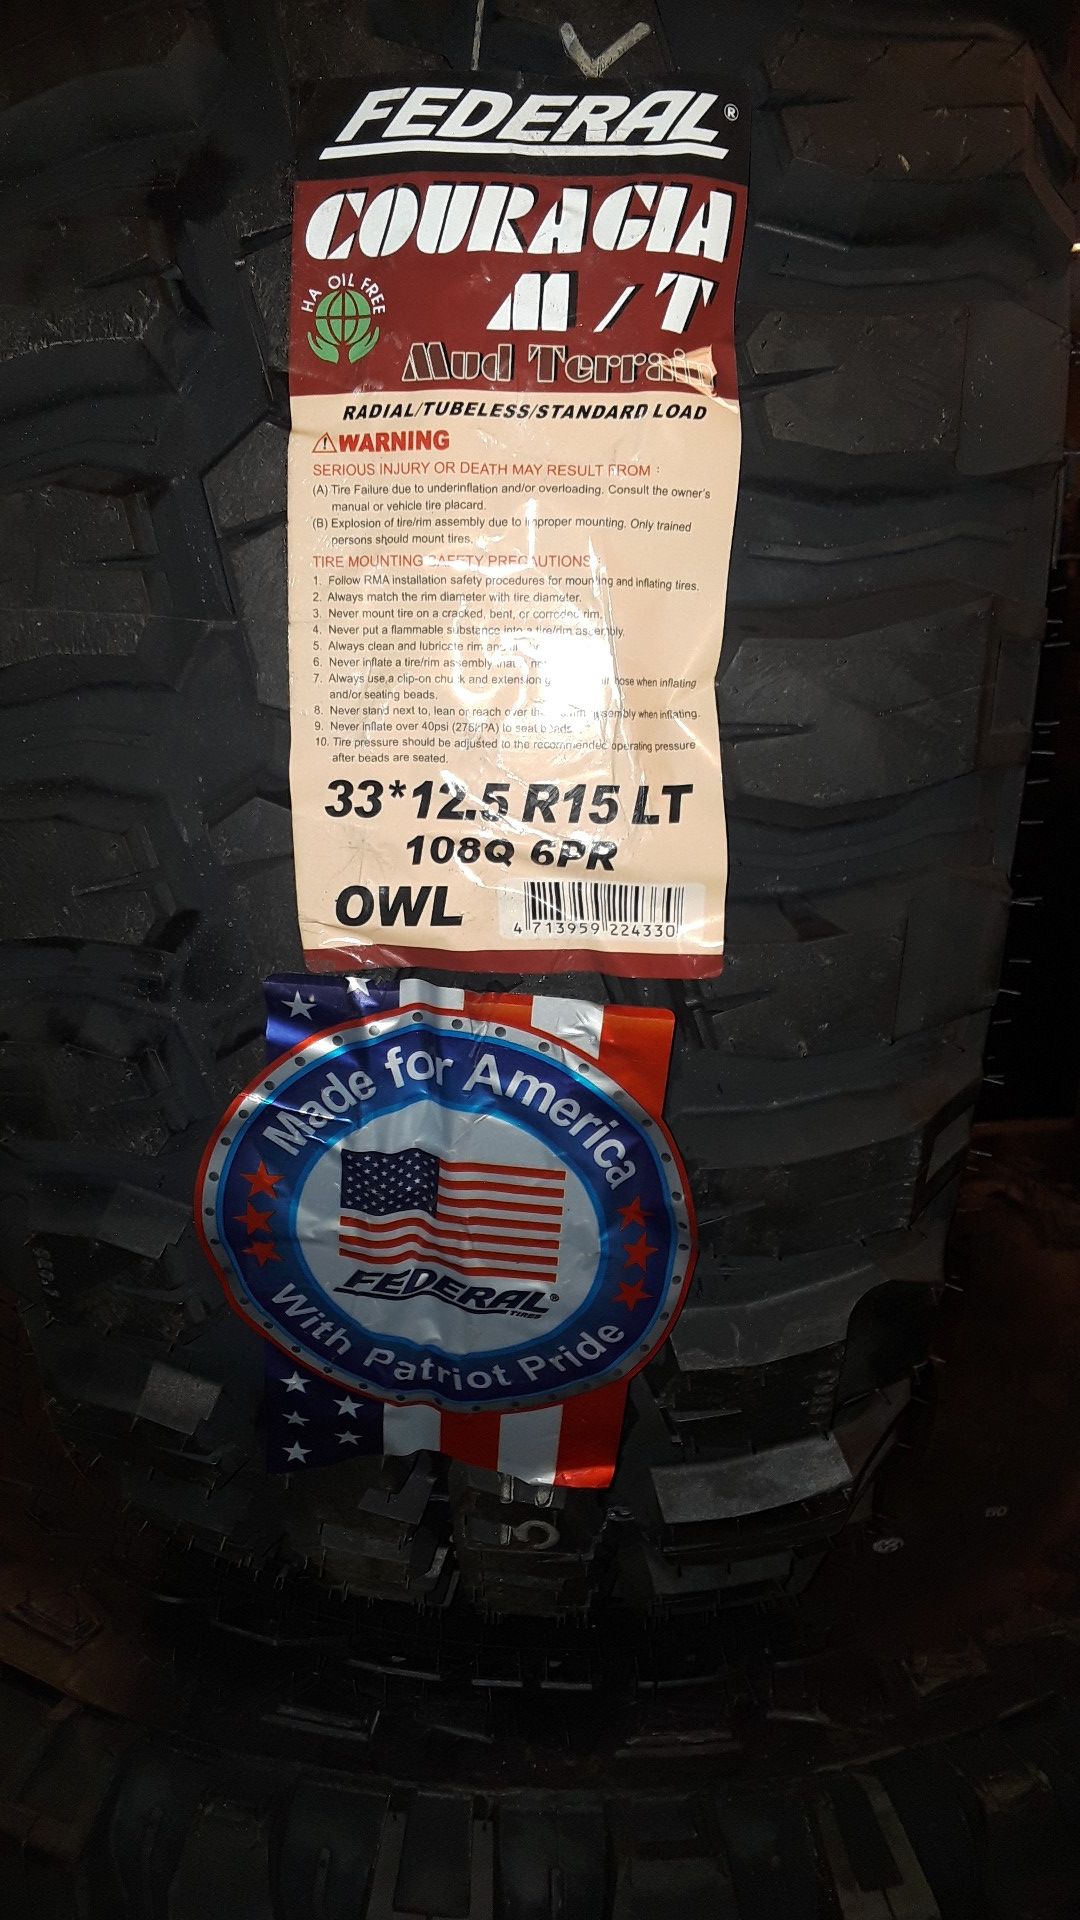 FEDERAL®
COURAGIA
M/T
HA OIL FREE
Mud Terrain
RADIAL/TUBELESS/STANDARD LOAD
WARNING
SERIOUS INJURY OR DEATH MAY RESULT FROM :
(A) Tire Failure due to underinflation and/or overloading. Consult the owner's
manual or vehicle tire placard.
(B) Explosion of tire/rim assembly due to improper mounting. Only trained
persons should mount tires.
TIRE MOUNTING SAFETY PRECAUTIONS :
1. Follow RMA installation safety procedures for mounting and inflating tires.
2. Always match the rim diameter with tire diameter.
3. Never mount tire on a cracked, bent, or corroded rim.
4. Never put a flammable substance into a tire/rim assembly.
5. Always clean and lubricate rim and
6. Never inflate a tire/rim assembly that
7. Always use a clip-on chuck and extension hose when inflating
and/or seating beads.
8. Never stand next to, lean or reach over the assembly when inflating.
9. Never inflate over 40psi (275kPA) to seat beads.
10. Tire pressure should be adjusted to the recommended operating pressure
after beads are seated.
33*12.5 R15 LT
108Q 6PR
OWL
4 713959 224330
Made for America
FEDERAL®
TIRES
With Patriot Pride